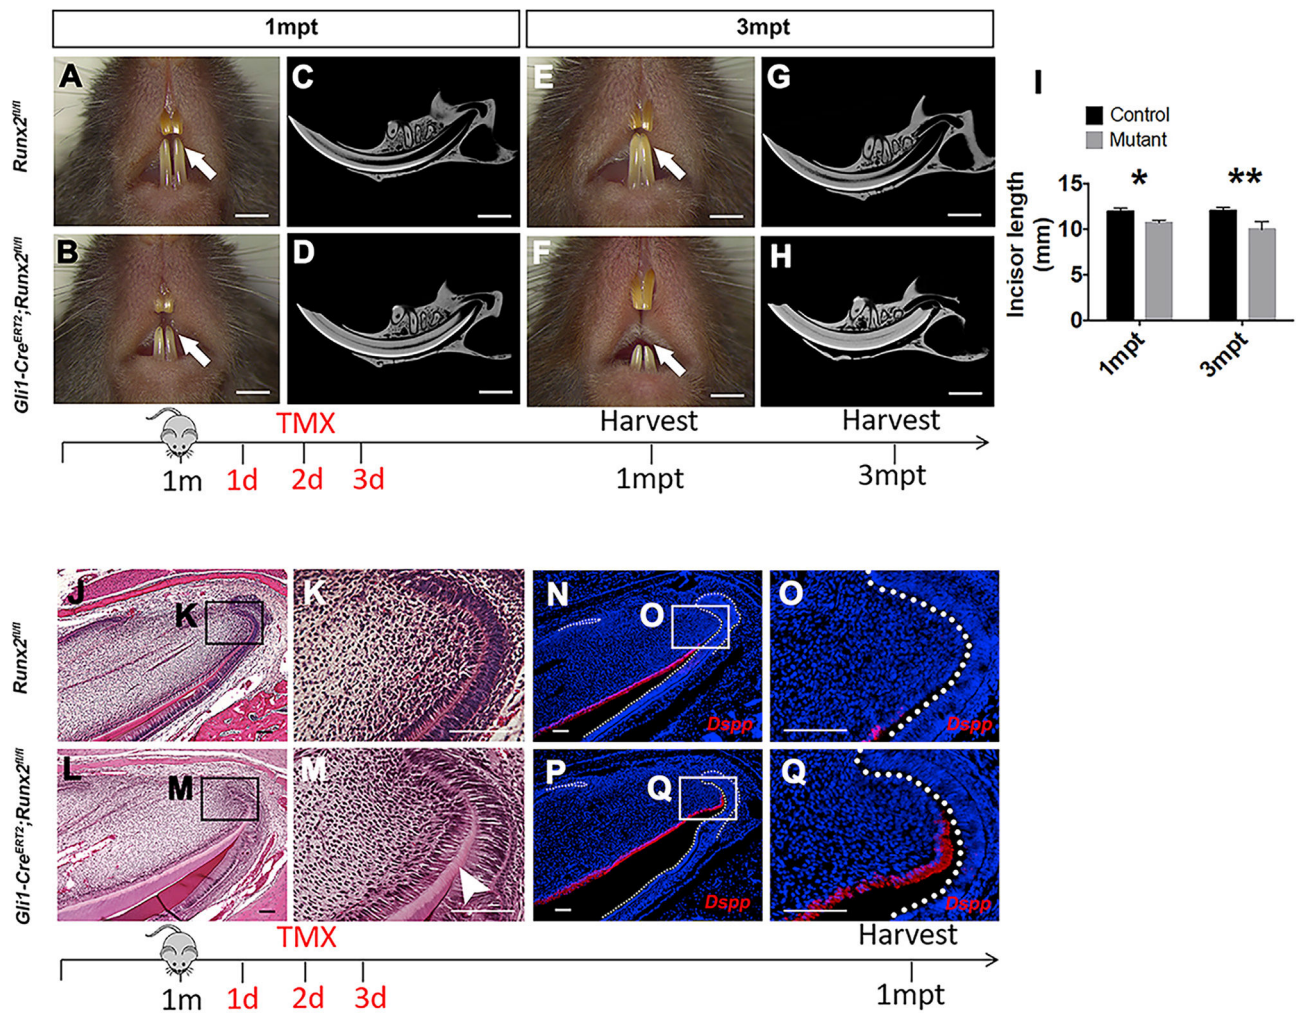 1mpt
3mpt
Runx2fl/fl
A
C
E
G
Gli1-CreERT2;Runx2fl/fl
B
D
F
H
I
Control
Mutant
Incisor length
(mm)
15
10
5
0
*
**
1mpt
3mpt
TMX
Harvest
Harvest
1m
1d
2d
3d
1mpt
3mpt
Runx2fl/fl
J
K
K
N
O
Dspp
O
Dspp
Gli1-CreERT2;Runx2fl/fl
L
M
M
P
Q
Dspp
Q
Dspp
TMX
Harvest
1m
1d
2d
3d
1mpt